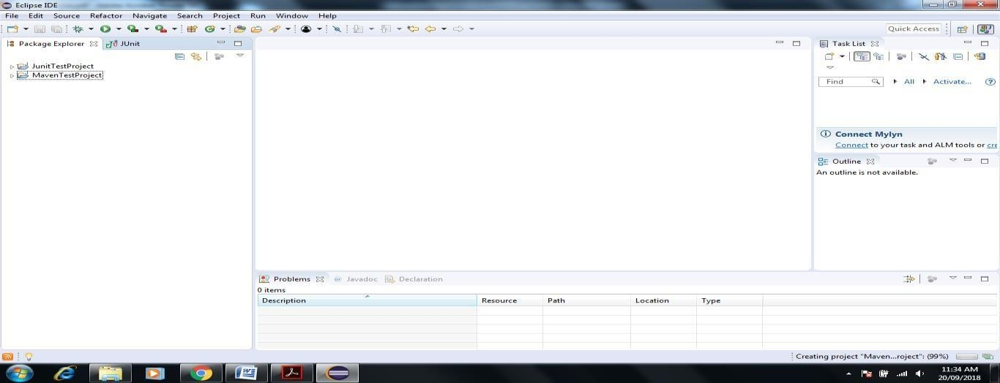 Eclipse IDE
File Edit Source Refactor Navigate Search Project Run Window Help
Quick Access
Package Explorer JUnit
JunitTestProject
MavenTestProject
Task List
Find All Activate...
Connect Mylyn
Connect to your task and ALM tools or cre
Outline
An outline is not available.
Problems @ Javadoc Declaration
0 items
Description Resource Path Location Type
Creating project "Maven...roject": (99%)
11:34 AM
20/09/2018